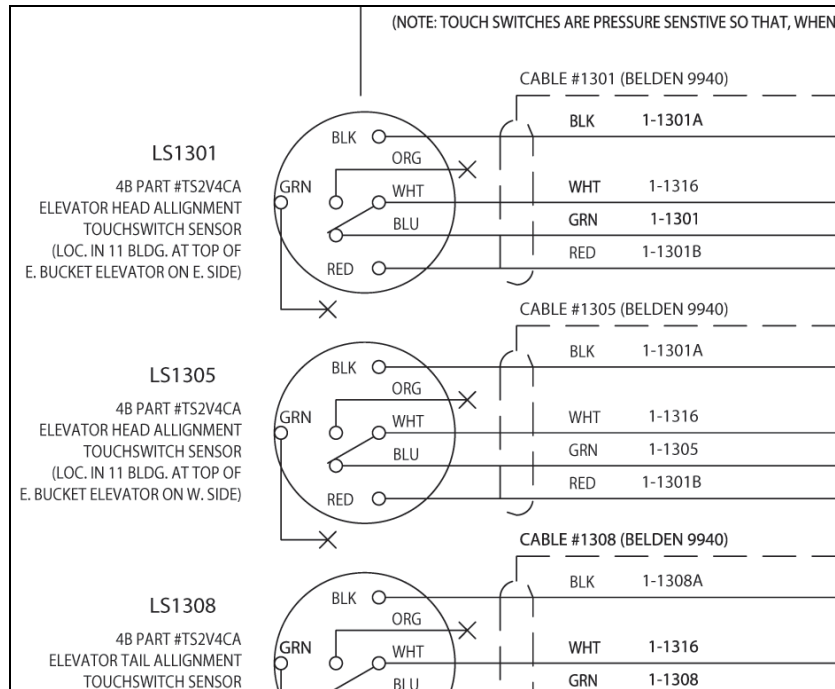 (NOTE: TOUCH SWITCHES ARE PRESSURE SENSTIVE SO THAT, WHEN
CABLE #1301 (BELDEN 9940)
LS1301
4B PART #TS2V4CA
ELEVATOR HEAD ALLIGNMENT
TOUCHSWITCH SENSOR
(LOC. IN 11 BLDG. AT TOP OF
E. BUCKET ELEVATOR ON E. SIDE)
BLK
ORG
GRN
WHT
BLU
RED
BLK 1-1301A
WHT 1-1316
GRN 1-1301
RED 1-1301B
CABLE #1305 (BELDEN 9940)
LS1305
4B PART #TS2V4CA
ELEVATOR HEAD ALLIGNMENT
TOUCHSWITCH SENSOR
(LOC. IN 11 BLDG. AT TOP OF
E. BUCKET ELEVATOR ON W. SIDE)
BLK
ORG
GRN
WHT
BLU
RED
BLK 1-1301A
WHT 1-1316
GRN 1-1305
RED 1-1301B
CABLE #1308 (BELDEN 9940)
LS1308
4B PART #TS2V4CA
ELEVATOR TAIL ALLIGNMENT
TOUCHSWITCH SENSOR
BLK
ORG
GRN
WHT
BLU
BLK 1-1308A
WHT 1-1316
GRN 1-1308